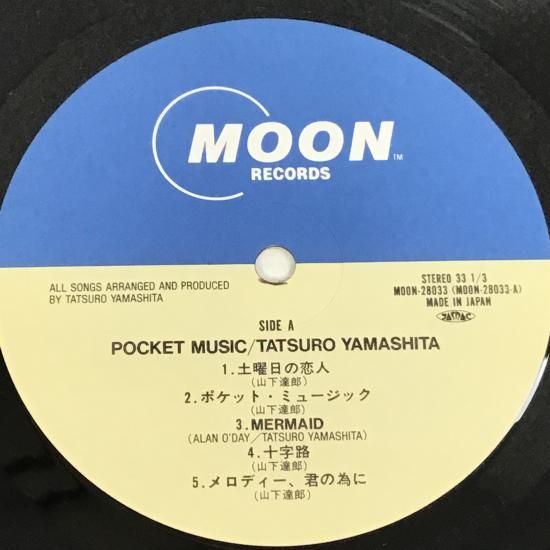 MOON
TM
RECORDS
ALL SONGS ARRANGED AND PRODUCED
BY TATSURO YAMASHITA
STEREO 33 1/3
MOON-28033 (MOON-28033-A)
MADE IN JAPAN
JASRAC
SIDE A
POCKET MUSIC/TATSURO YAMASHITA
1.土曜日の恋人
(山下達郎)
2.ポケット・ミュージック
(山下達郎)
3.MERMAID
(ALAN O'DAY/TATSURO YAMASHITA)
4.十字路
(山下達郎)
5.メロディー、君の為に
(山下達郎)